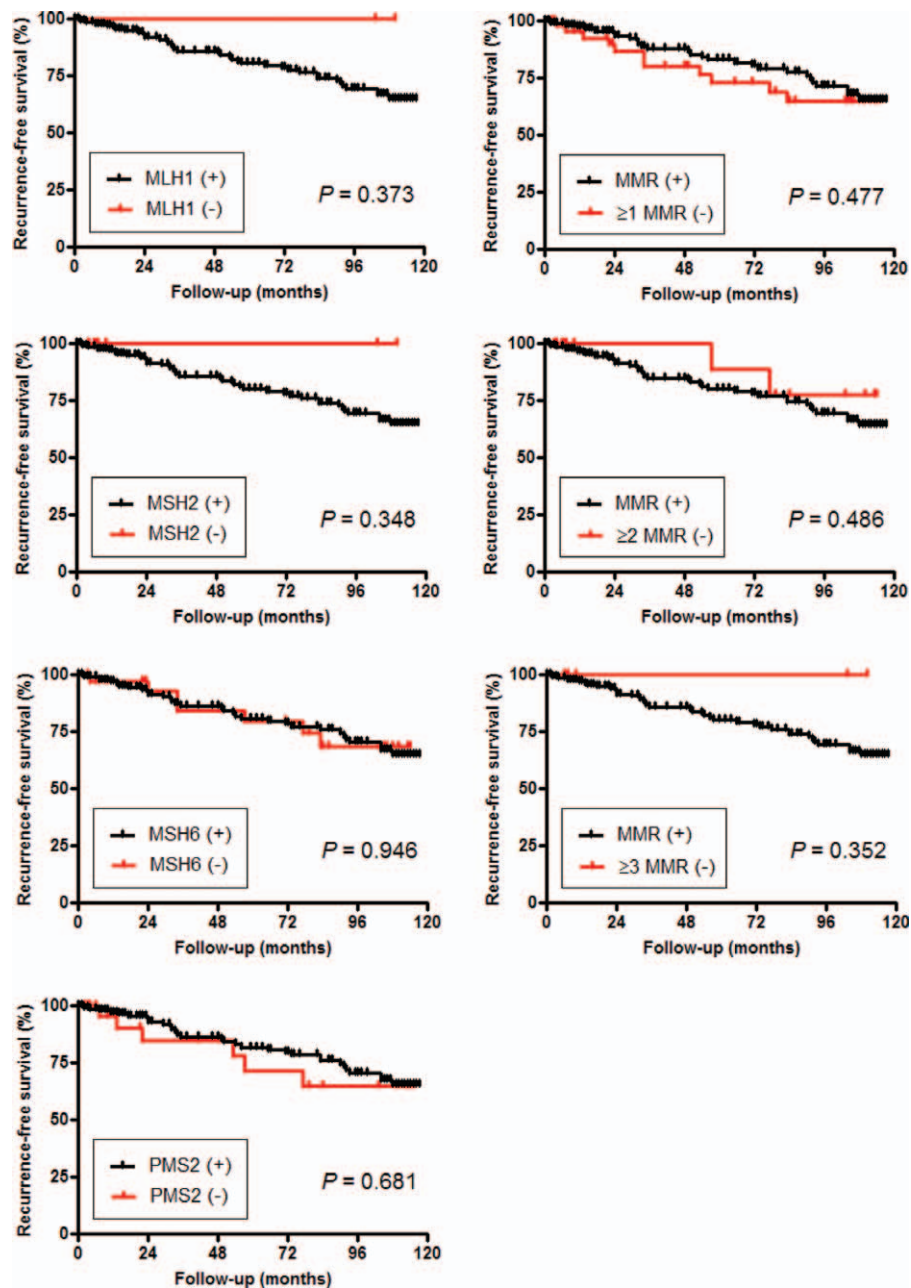 Recurrence-free survival (%)
100
75
50
25
0
MLH1 (+)
MLH1 (-)
P = 0.373
0 24 48 72 96 120
Follow-up (months)
Recurrence-free survival (%)
100
75
50
25
0
MMR (+)
≥1 MMR (-)
P = 0.477
0 24 48 72 96 120
Follow-up (months)
Recurrence-free survival (%)
100
75
50
25
0
MSH2 (+)
MSH2 (-)
P = 0.348
0 24 48 72 96 120
Follow-up (months)
Recurrence-free survival (%)
100
75
50
25
0
MMR (+)
≥2 MMR (-)
P = 0.486
0 24 48 72 96 120
Follow-up (months)
Recurrence-free survival (%)
100
75
50
25
0
MSH6 (+)
MSH6 (-)
P = 0.946
0 24 48 72 96 120
Follow-up (months)
Recurrence-free survival (%)
100
75
50
25
0
MMR (+)
≥3 MMR (-)
P = 0.352
0 24 48 72 96 120
Follow-up (months)
Recurrence-free survival (%)
100
75
50
25
0
PMS2 (+)
PMS2 (-)
P = 0.681
0 24 48 72 96 120
Follow-up (months)